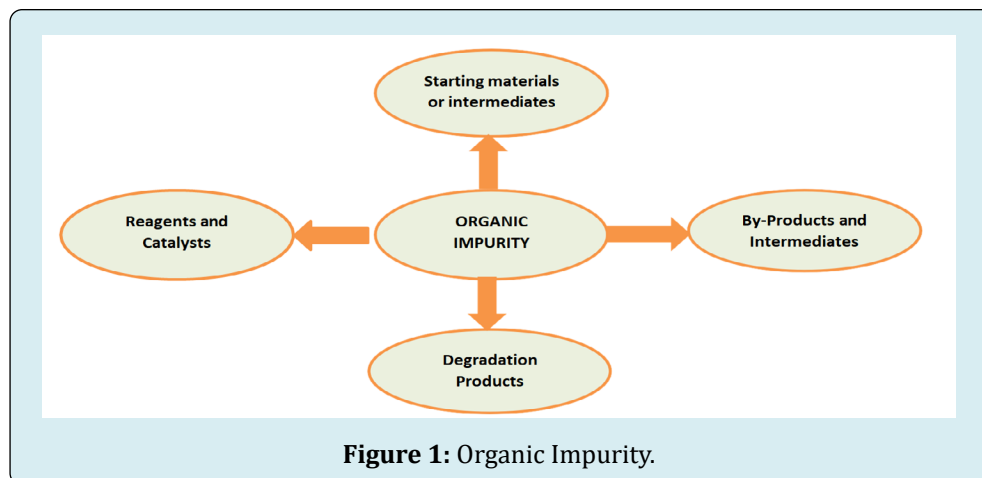 Starting materials
or intermediates
Reagents and
Catalysts
ORGANIC
IMPURITY
By-Products and
Intermediates
Degradation
Products
Figure 1: Organic Impurity.